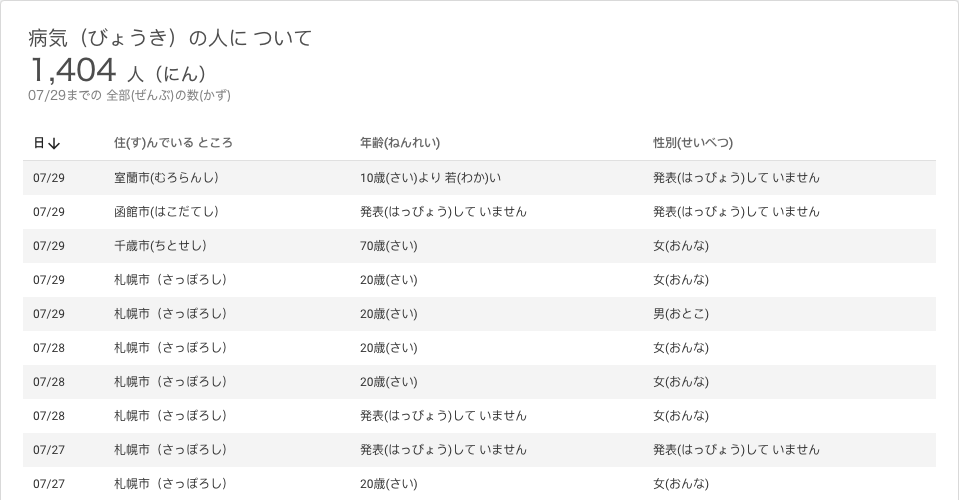 病気（びょうき）の人に ついて
1,404 人（にん）
07/29までの 全部(ぜんぶ)の数(かず)
日↓ 住(す)んでいる ところ 年齢(ねんれい) 性別(せいべつ)
07/29 室蘭市(むろらんし) 10歳(さい)より 若(わか)い 発表(はっぴょう)して いません
07/29 函館市(はこだてし) 発表(はっぴょう)して いません 発表(はっぴょう)して いません
07/29 千歳市(ちとせし) 70歳(さい) 女(おんな)
07/29 札幌市（さっぽろし） 20歳(さい) 女(おんな)
07/29 札幌市（さっぽろし） 20歳(さい) 男(おとこ)
07/28 札幌市（さっぽろし） 20歳(さい) 女(おんな)
07/28 札幌市（さっぽろし） 20歳(さい) 女(おんな)
07/28 札幌市（さっぽろし） 発表(はっぴょう)して いません 女(おんな)
07/27 札幌市（さっぽろし） 発表(はっぴょう)して いません 発表(はっぴょう)して いません
07/27 札幌市（さっぽろし） 20歳(さい) 女(おんな)